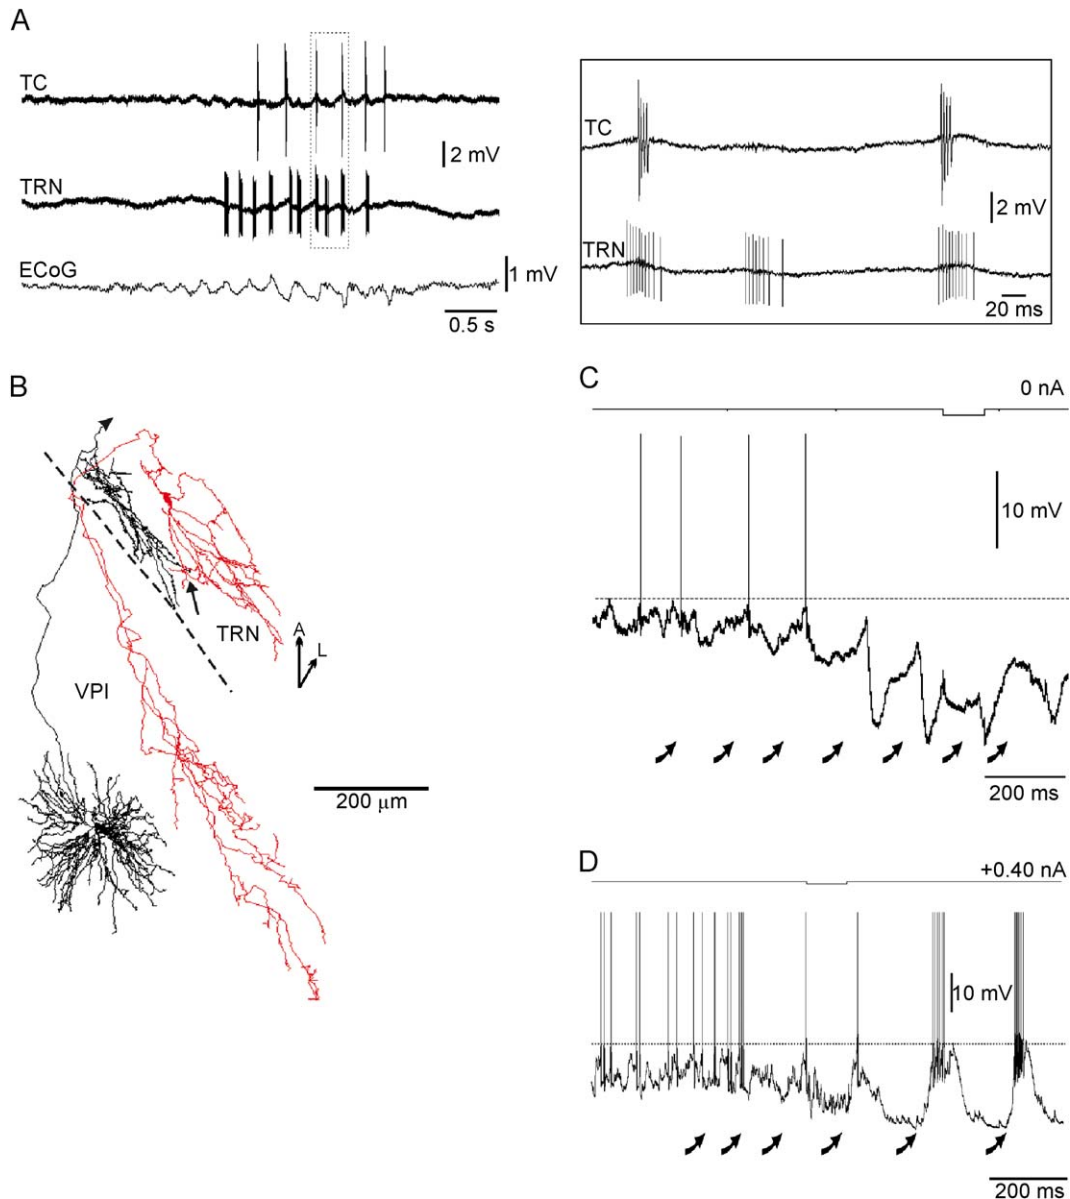 A
TC
2 mV
TRN
ECoG
1 mV
0.5 s
TC
2 mV
TRN
20 ms
B
TRN
A
L
VPI
200 μm
C
0 nA
10 mV
200 ms
D
+0.40 nA
10 mV
200 ms